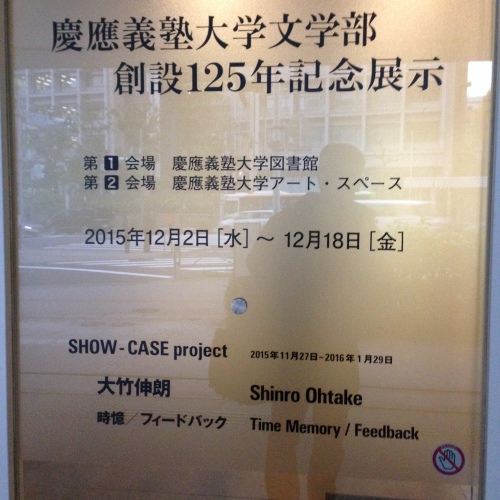 慶應義塾大学文学部
創設125年記念展示
第1会場 慶應義塾大学図書館
第2会場 慶應義塾大学アート・スペース
2015年12月2日[水]～12月18日[金]
SHOW-CASE project 2015年11月27日-2016年1月29日
大竹伸朗 Shinro Ohtake
時憶／フィードバック Time Memory / Feedback